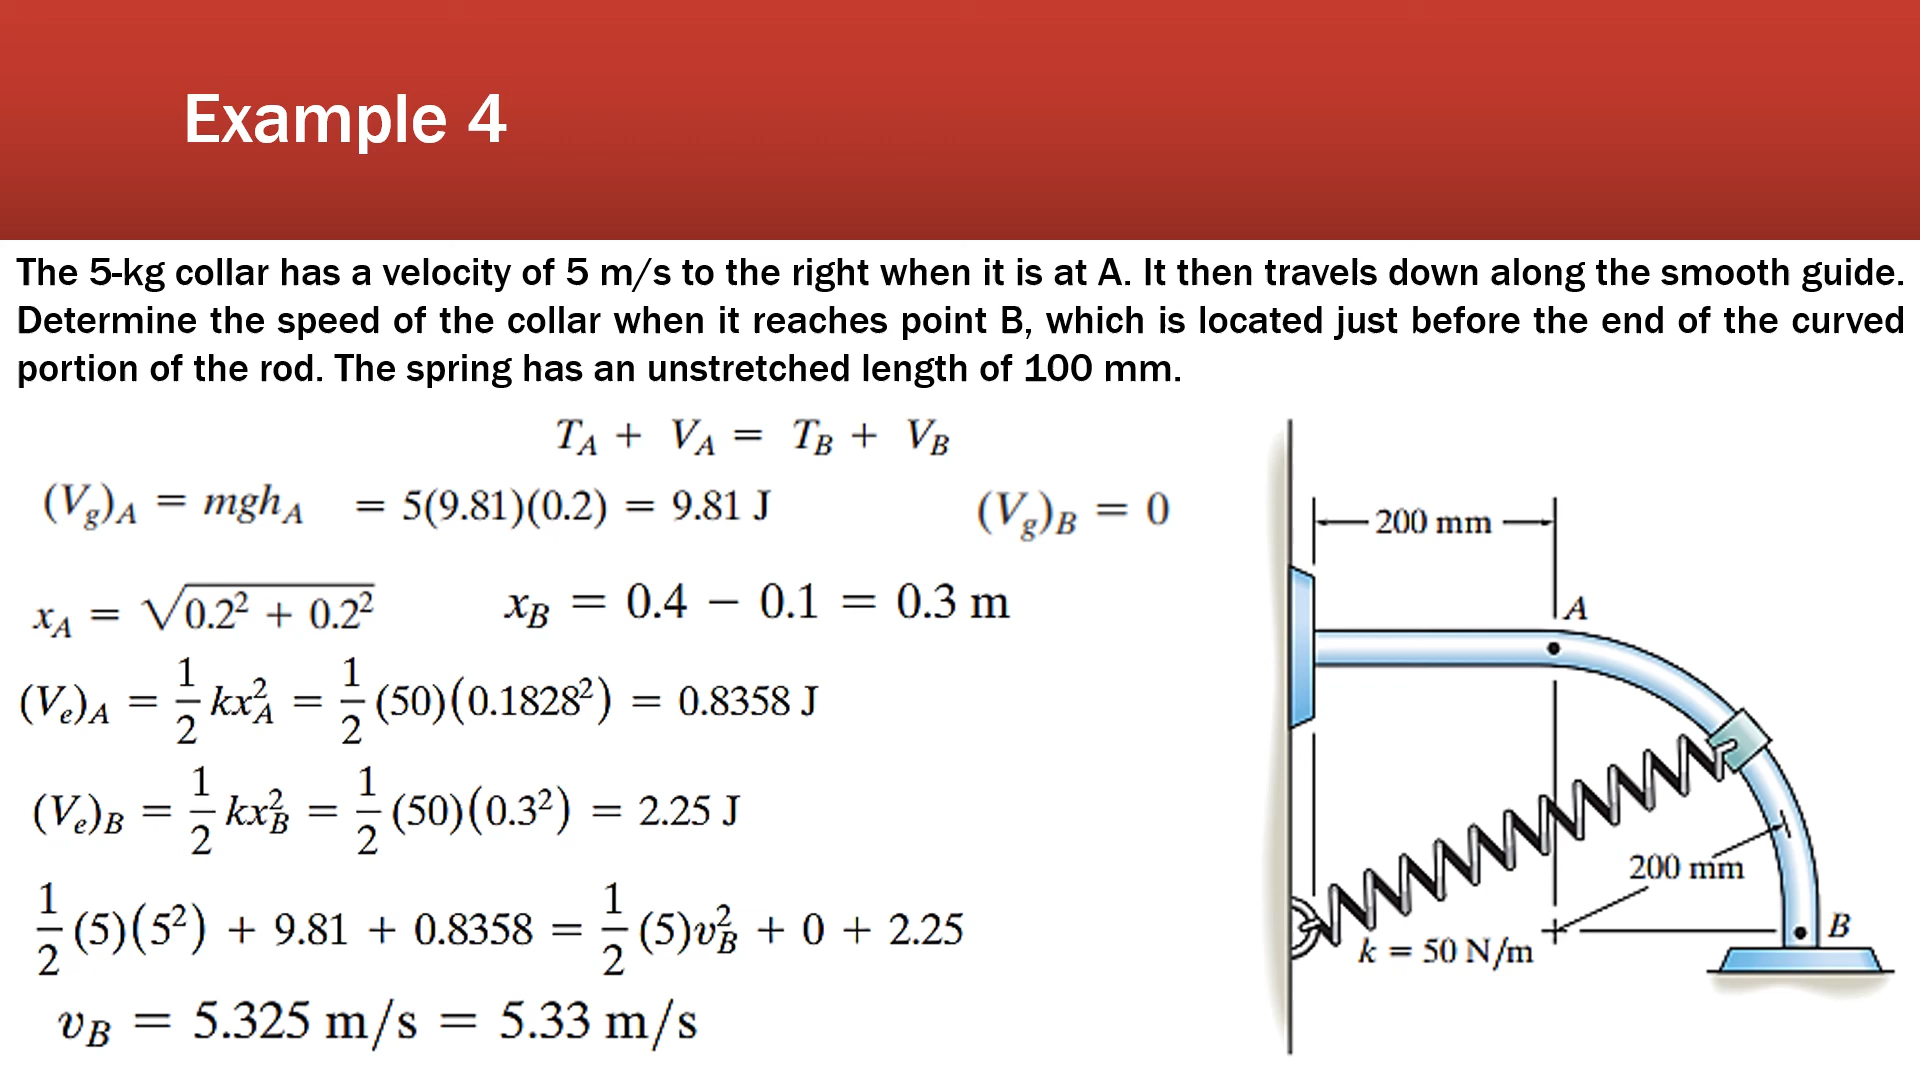 Example 4
The 5-kg collar has a velocity of 5 m/s to the right when it is at A. It then travels down along the smooth guide.
Determine the speed of the collar when it reaches point B, which is located just before the end of the curved
portion of the rod. The spring has an unstretched length of 100 mm.
T_A + V_A = T_B + V_B
(V_g)_A = mgh_A = 5(9.81)(0.2) = 9.81 J (V_g)_B = 0
x_A = √(0.2² + 0.2²) x_B = 0.4 − 0.1 = 0.3 m
(V_e)_A = 1/2 kx_A² = 1/2 (50)(0.1828²) = 0.8358 J
(V_e)_B = 1/2 kx_B² = 1/2 (50)(0.3²) = 2.25 J
1/2 (5)(5²) + 9.81 + 0.8358 = 1/2 (5)v_B² + 0 + 2.25
v_B = 5.325 m/s = 5.33 m/s
200 mm
A
200 mm
B
k = 50 N/m